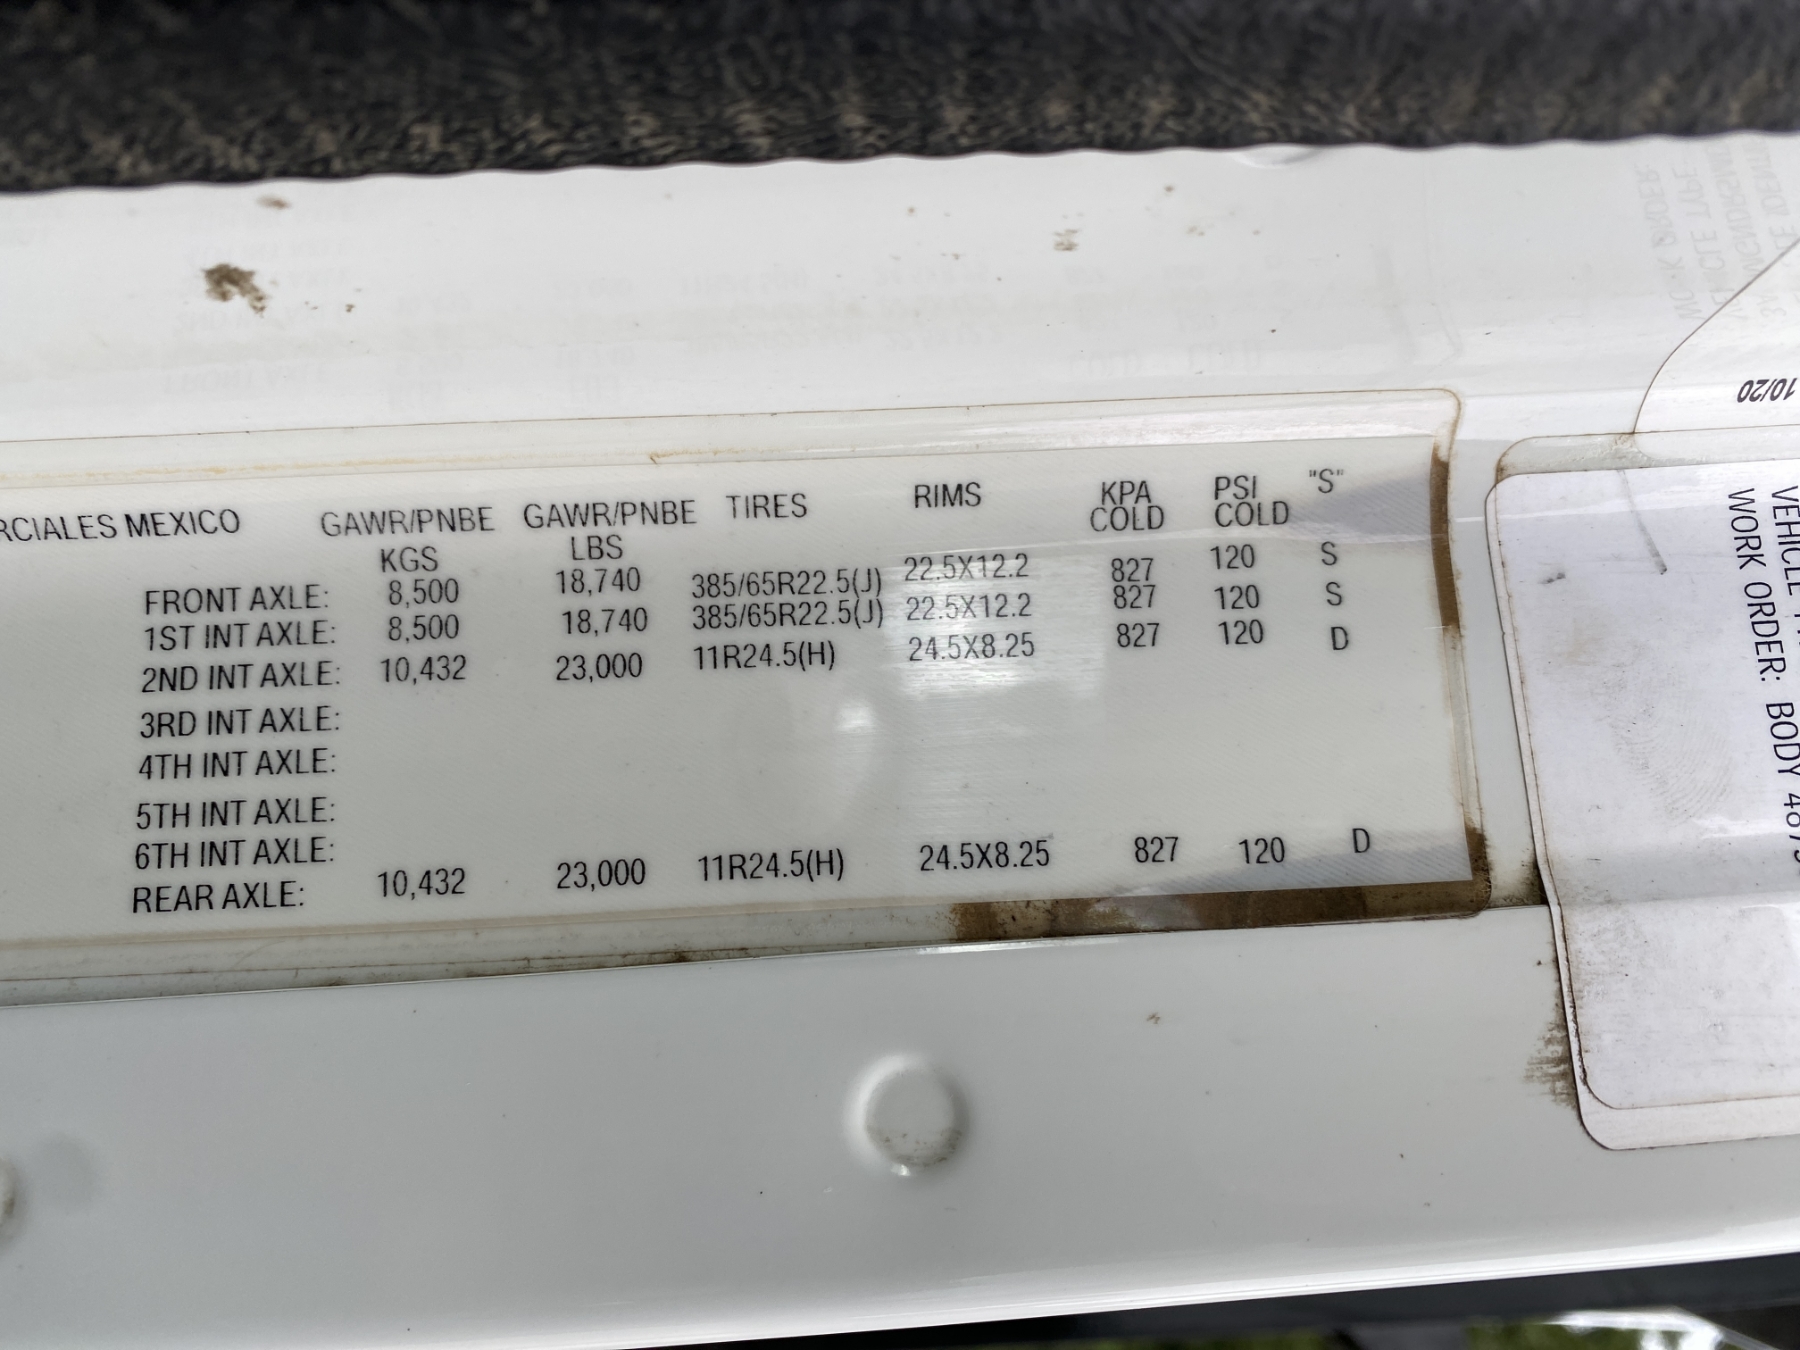 RCIALES MEXICO GAWR/PNBE GAWR/PNBE TIRES RIMS KPA PSI "S"
KGS LBS COLD COLD
FRONT AXLE: 8,500 18,740 385/65R22.5(J) 22.5X12.2 827 120 S
1ST INT AXLE: 8,500 18,740 385/65R22.5(J) 22.5X12.2 827 120 S
2ND INT AXLE: 10,432 23,000 11R24.5(H) 24.5X8.25 827 120 D
3RD INT AXLE:
4TH INT AXLE:
5TH INT AXLE:
6TH INT AXLE:
REAR AXLE: 10,432 23,000 11R24.5(H) 24.5X8.25 827 120 D
10/20
VEHICLE
WORK ORDER: BODY